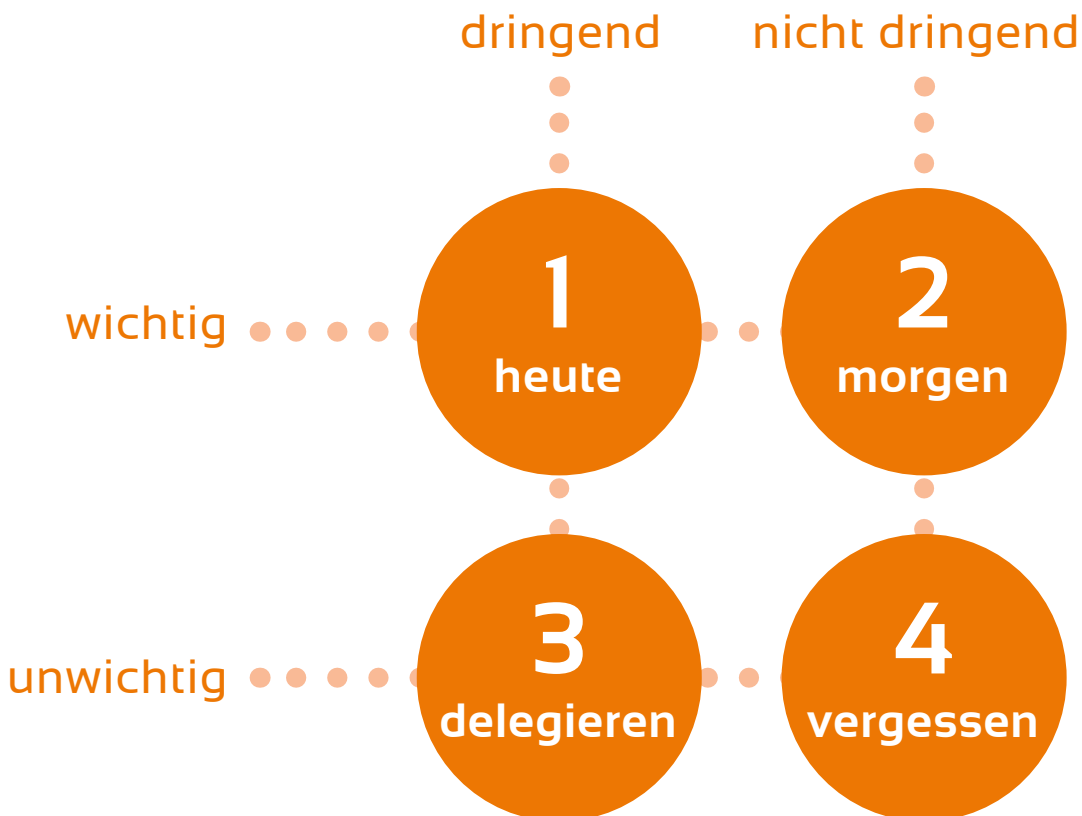 dringend nicht dringend
wichtig
1
heute
2
morgen
unwichtig
3
delegieren
4
vergessen